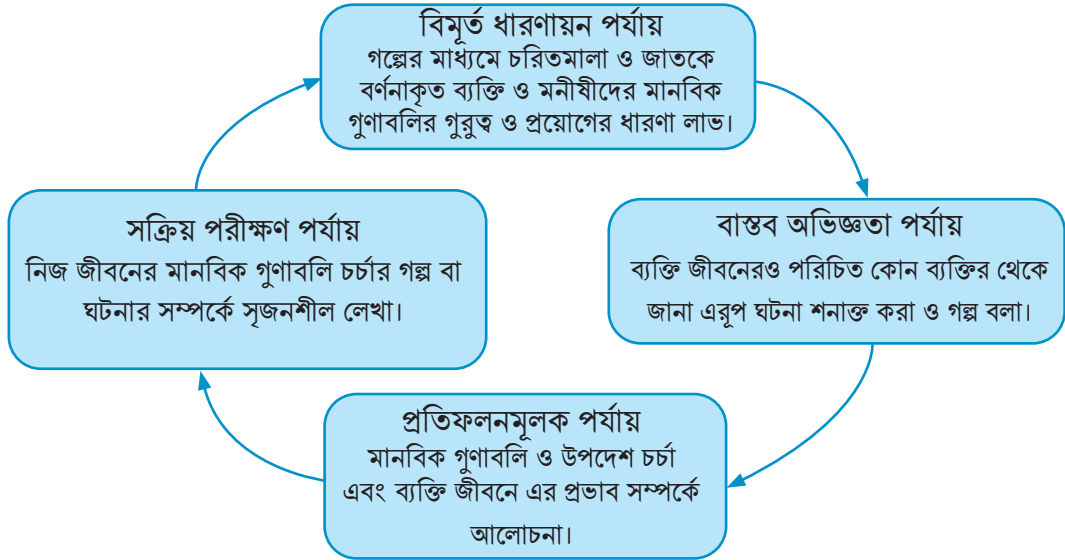 বিমূর্ত ধারণায়ন পর্যায়
গল্পের মাধ্যমে চরিতমালা ও জাতকে
বর্ণনাকৃত ব্যক্তি ও মনীষীদের মানবিক
গুণাবলির গুরুত্ব ও প্রয়োগের ধারণা লাভ।
বাস্তব অভিজ্ঞতা পর্যায়
ব্যক্তি জীবনেরও পরিচিত কোন ব্যক্তির থেকে
জানা এরূপ ঘটনা শনাক্ত করা ও গল্প বলা।
প্রতিফলনমূলক পর্যায়
মানবিক গুণাবলি ও উপদেশ চর্চা
এবং ব্যক্তি জীবনে এর প্রভাব সম্পর্কে
আলোচনা।
সক্রিয় পরীক্ষণ পর্যায়
নিজ জীবনের মানবিক গুণাবলি চর্চার গল্প বা
ঘটনার সম্পর্কে সৃজনশীল লেখা।